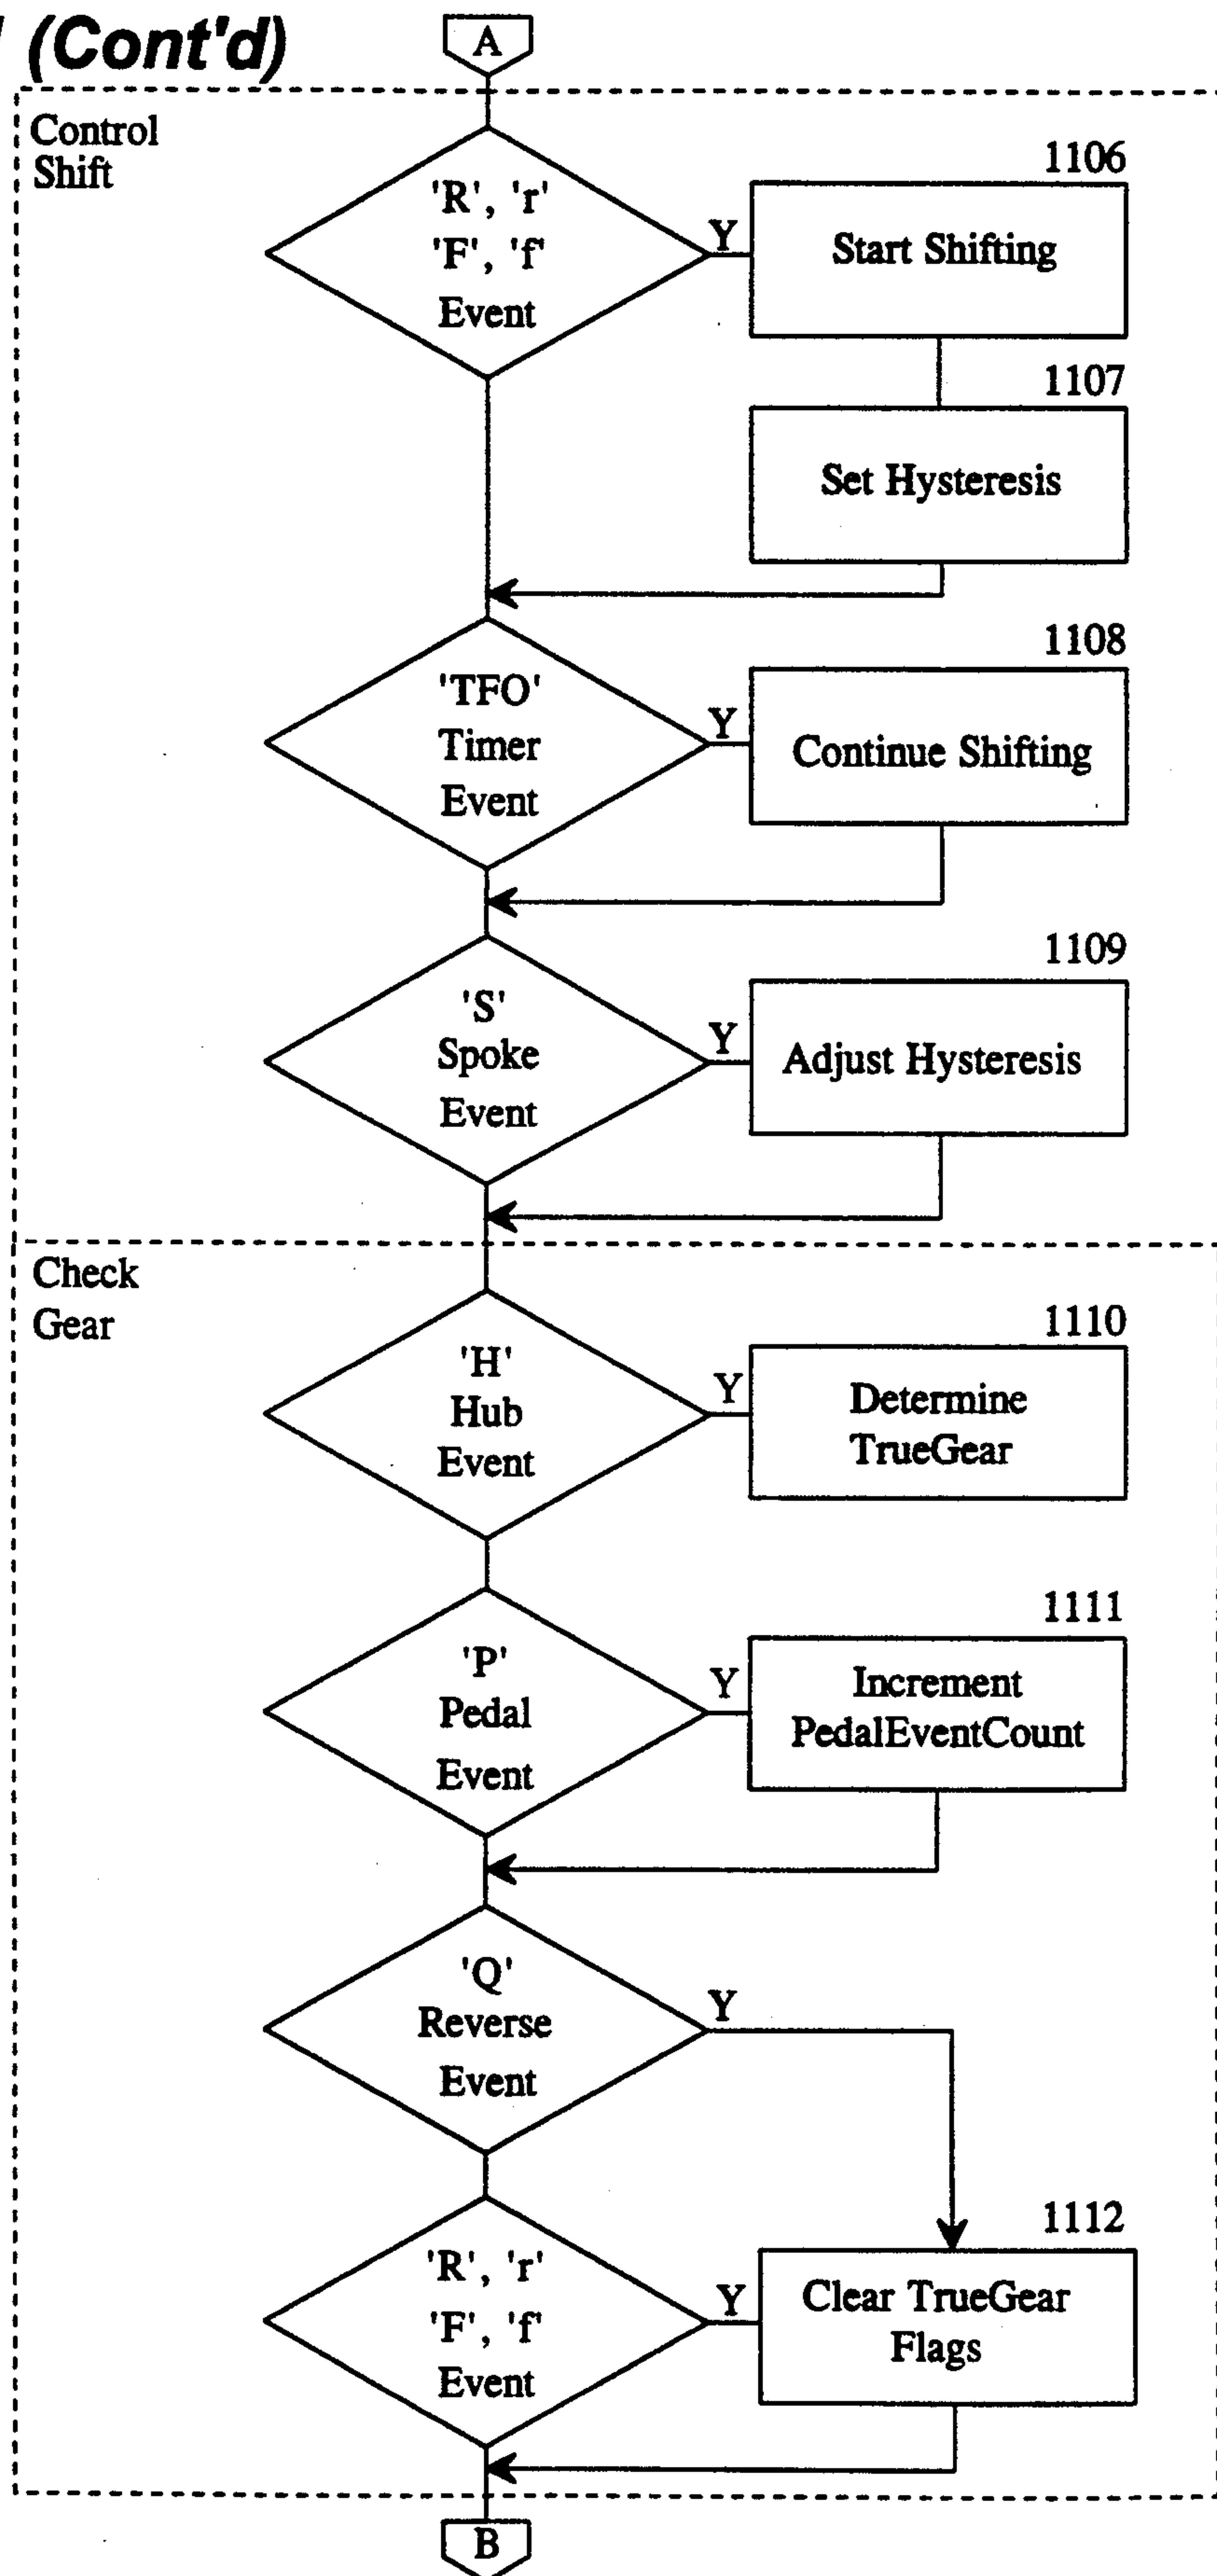 (Cont'd)
A
Control
Shift
'R', 'r'
'F', 'f'
Event
Y
1106
Start Shifting
1107
Set Hysteresis
'TFO'
Timer
Event
Y
1108
Continue Shifting
'S'
Spoke
Event
Y
1109
Adjust Hysteresis
Check
Gear
'H'
Hub
Event
Y
1110
Determine
TrueGear
'P'
Pedal
Event
Y
1111
Increment
PedalEventCount
'Q'
Reverse
Event
Y
'R', 'r'
'F', 'f'
Event
Y
1112
Clear TrueGear
Flags
B